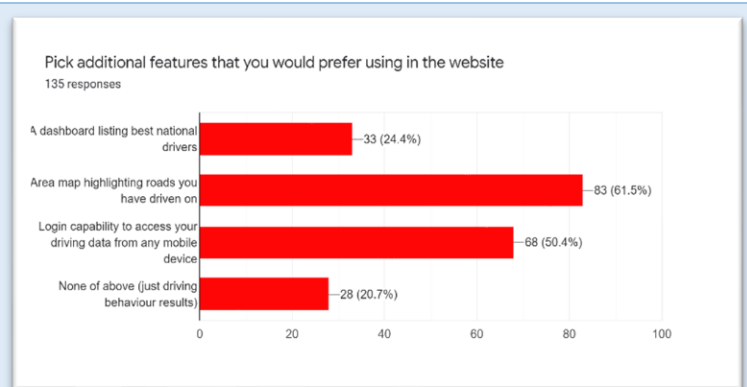 Pick additional features that you would prefer using in the website
135 responses
A dashboard listing best national
drivers
33 (24.4%)
Area map highlighting roads you
have driven on
83 (61.5%)
Login capability to access your
driving data from any mobile
device
68 (50.4%)
None of above (just driving
behaviour results)
28 (20.7%)
0 20 40 60 80 100